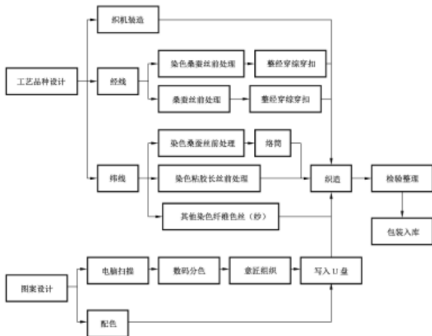 织机装造
染色桑蚕丝前处理
整经穿综穿扣
工艺品种设计
经线
桑蚕丝前处理
整经穿综穿扣
染色桑蚕丝前处理
络筒
纬线
染色粘胶长丝前处理
织造
检验整理
其他染色纤维色丝（纱）
包装入库
电脑扫描
数码分色
意匠组织
写入 U 盘
图案设计
配色